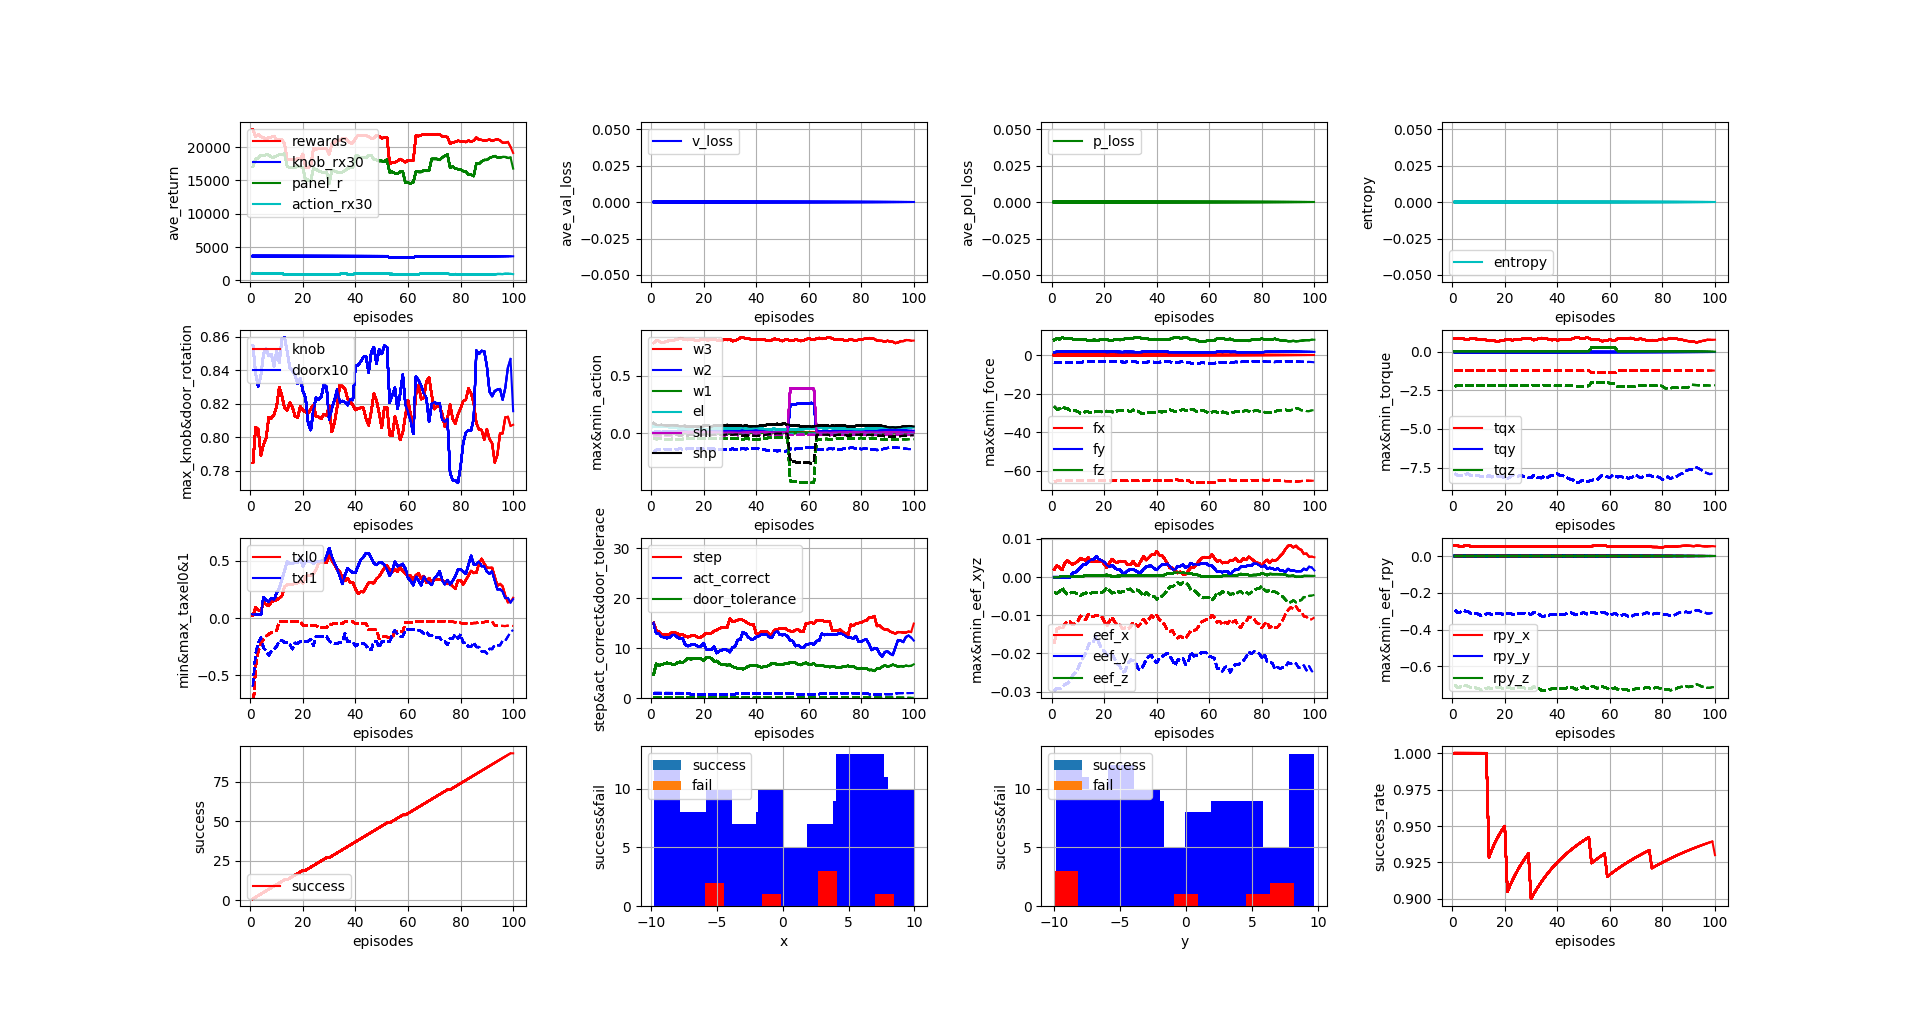 ave_return
20000
15000
10000
5000
0
rewards
knob_rx30
panel_r
action_rx30
0 20 40 60 80 100
episodes
ave_val_loss
0.050
0.025
0.000
−0.025
−0.050
v_loss
0 20 40 60 80 100
episodes
ave_pol_loss
0.050
0.025
0.000
−0.025
−0.050
p_loss
0 20 40 60 80 100
episodes
entropy
0.050
0.025
0.000
−0.025
−0.050
entropy
0 20 40 60 80 100
episodes
max_knob&door_rotation
0.86
0.84
0.82
0.80
0.78
knob
doorx10
0 20 40 60 80 100
episodes
max&min_action
0.5
0.0
w3
w2
w1
el
shl
shp
0 20 40 60 80 100
episodes
max&min_force
0
−20
−40
−60
fx
fy
fz
0 20 40 60 80 100
episodes
max&min_torque
0.0
−2.5
−5.0
−7.5
tqx
tqy
tqz
0 20 40 60 80 100
episodes
min&max_taxel0&1
0.5
0.0
−0.5
txl0
txl1
0 20 40 60 80 100
episodes
step&act_correct&door_tolerace
30
20
10
0
step
act_correct
door_tolerance
0 20 40 60 80 100
episodes
max&min_eef_xyz
0.01
0.00
−0.01
−0.02
−0.03
eef_x
eef_y
eef_z
0 20 40 60 80 100
episodes
max&min_eef_rpy
0.0
−0.2
−0.4
−0.6
rpy_x
rpy_y
rpy_z
0 20 40 60 80 100
episodes
success
75
50
25
0
success
0 20 40 60 80 100
episodes
success&fail
10
5
0
success
fail
−10 −5 0 5 10
x
success&fail
10
5
0
success
fail
−10 −5 0 5 10
y
success_rate
1.000
0.975
0.950
0.925
0.900
0 20 40 60 80 100
episodes